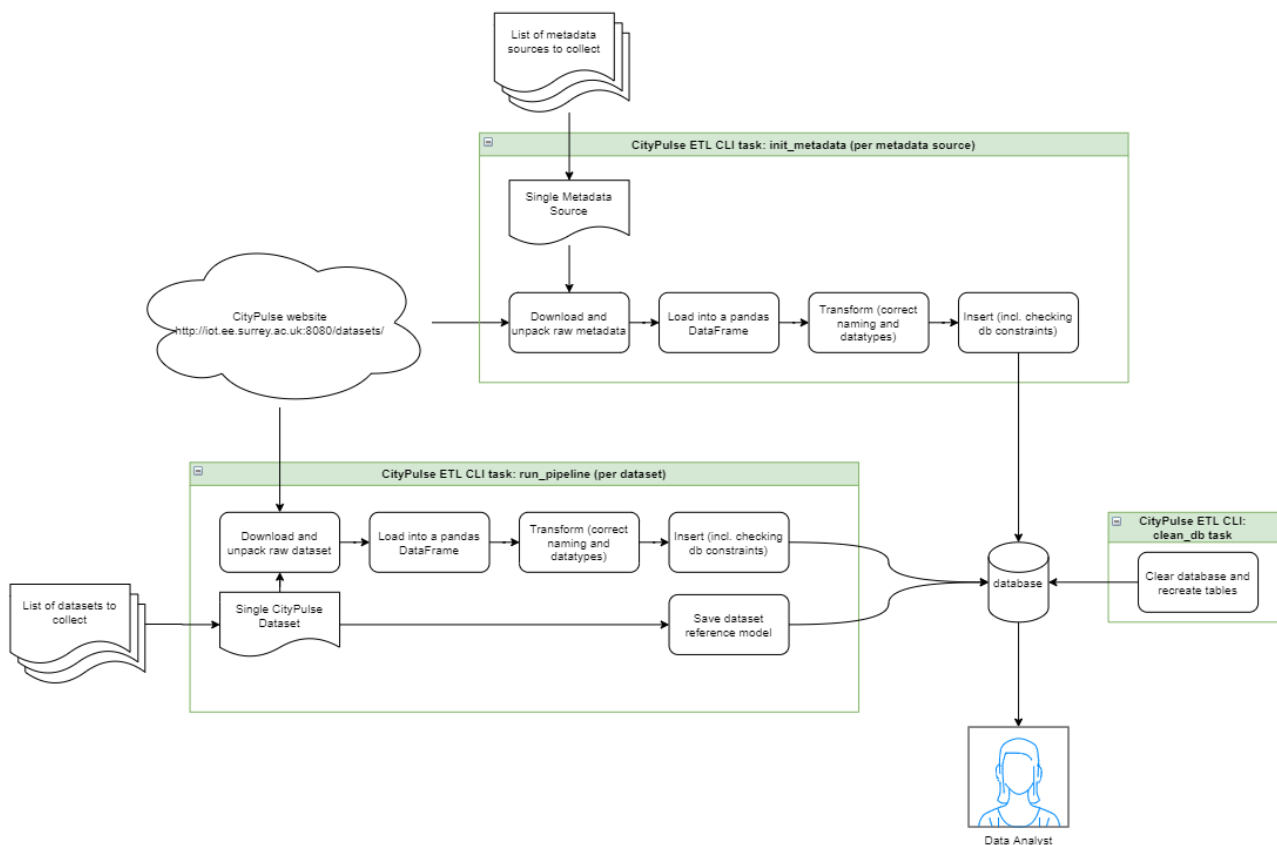 List of metadata
sources to collect
CityPulse ETL CLI task: init_metadata (per metadata source)
Single Metadata
Source
CityPulse website
http://iot.ee.surrey.ac.uk:8080/datasets/
Download and
unpack raw metadata
Load into a pandas
DataFrame
Transform (correct
naming and
datatypes)
Insert (incl. checking
db constraints)
CityPulse ETL CLI task: run_pipeline (per dataset)
Download and
unpack raw dataset
Load into a pandas
DataFrame
Transform (correct
naming and
datatypes)
Insert (incl. checking
db constraints)
CityPulse ETL CLI:
clean_db task
Clear database and
recreate tables
database
List of datasets to
collect
Single CityPulse
Dataset
Save dataset
reference model
Data Analyst